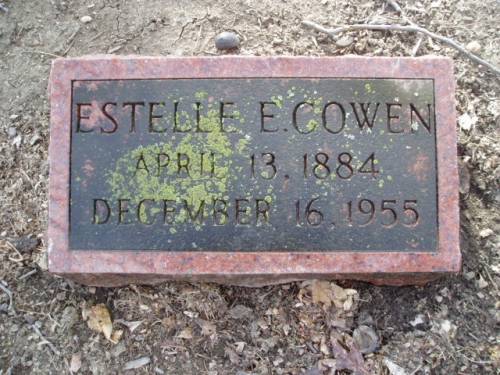 ESTELLE E. COWEN
APRIL 13, 1884
DECEMBER 16, 1955